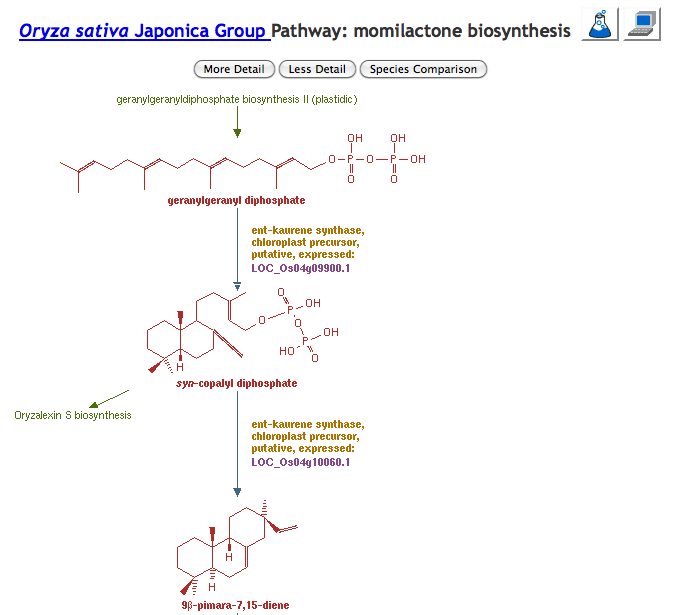 Oryza sativa Japonica Group Pathway: momilactone biosynthesis
More Detail Less Detail Species Comparison
geranylgeranyldiphosphate biosynthesis II (plastidic)
OH OH
O P O P OH
O O
geranylgeranyl diphosphate
ent-kaurene synthase,
chloroplast precursor,
putative, expressed:
LOC_Os04g09900.1
O
P OH
O O
OH
HO P
O
H
syn-copalyl diphosphate
Oryzalexin S biosynthesis
ent-kaurene synthase,
chloroplast precursor,
putative, expressed:
LOC_Os04g10060.1
H
H
9β-pimara-7,15-diene